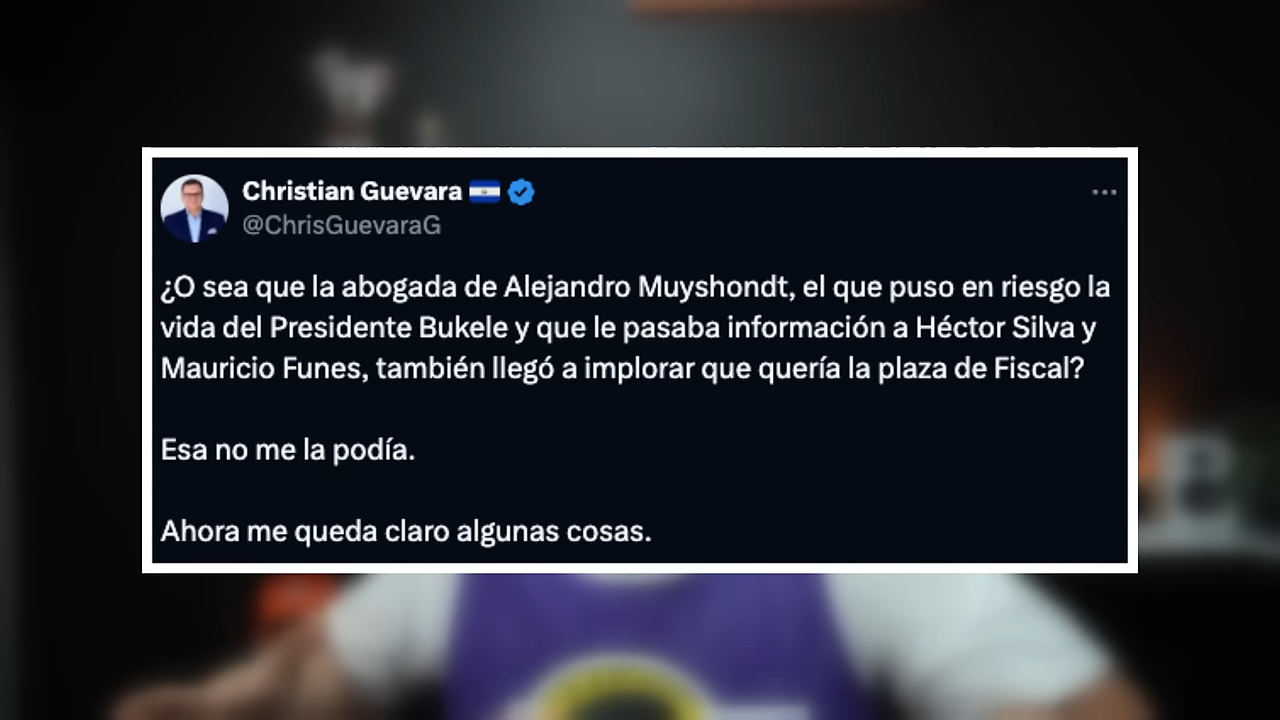 Christian Guevara 🇸🇻
@ChrisGuevaraG
¿O sea que la abogada de Alejandro Muyshondt, el que puso en riesgo la
vida del Presidente Bukele y que le pasaba información a Héctor Silva y
Mauricio Funes, también llegó a implorar que quería la plaza de Fiscal?
Esa no me la podía.
Ahora me queda claro algunas cosas.